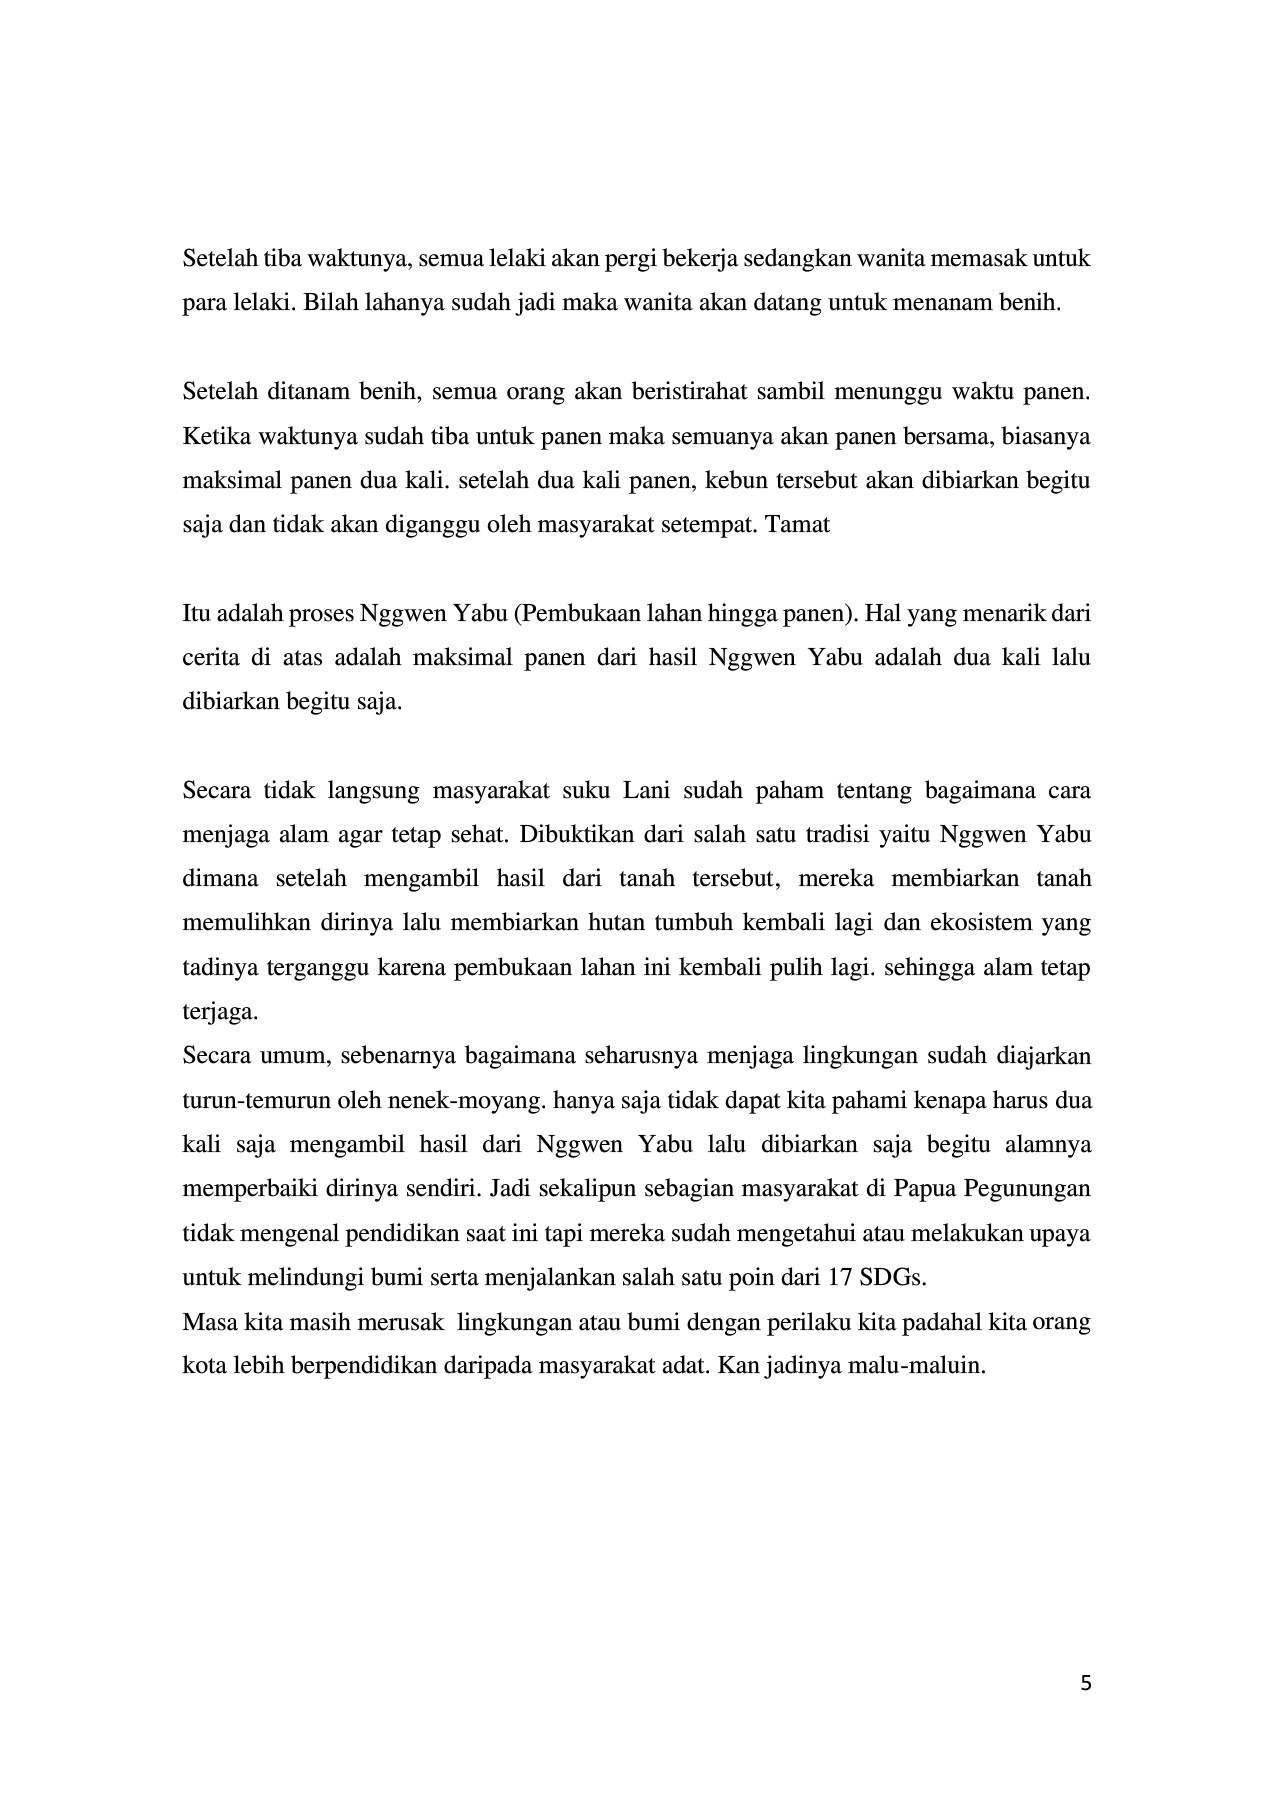 Setelah tiba waktunya, semua lelaki akan pergi bekerja sedangkan wanita memasak untuk
para lelaki. Bilah lahanya sudah jadi maka wanita akan datang untuk menanam benih.
Setelah ditanam benih, semua orang akan beristirahat sambil menunggu waktu panen.
Ketika waktunya sudah tiba untuk panen maka semuanya akan panen bersama, biasanya
maksimal panen dua kali. setelah dua kali panen, kebun tersebut akan dibiarkan begitu
saja dan tidak akan diganggu oleh masyarakat setempat. Tamat
Itu adalah proses Nggwen Yabu (Pembukaan lahan hingga panen). Hal yang menarik dari
cerita di atas adalah maksimal panen dari hasil Nggwen Yabu adalah dua kali lalu
dibiarkan begitu saja.
Secara tidak langsung masyarakat suku Lani sudah paham tentang bagaimana cara
menjaga alam agar tetap sehat. Dibuktikan dari salah satu tradisi yaitu Nggwen Yabu
dimana setelah mengambil hasil dari tanah tersebut, mereka membiarkan tanah
memulihkan dirinya lalu membiarkan hutan tumbuh kembali lagi dan ekosistem yang
tadinya terganggu karena pembukaan lahan ini kembali pulih lagi. sehingga alam tetap
terjaga.
Secara umum, sebenarnya bagaimana seharusnya menjaga lingkungan sudah diajarkan
turun-temurun oleh nenek-moyang. hanya saja tidak dapat kita pahami kenapa harus dua
kali saja mengambil hasil dari Nggwen Yabu lalu dibiarkan saja begitu alamnya
memperbaiki dirinya sendiri. Jadi sekalipun sebagian masyarakat di Papua Pegunungan
tidak mengenal pendidikan saat ini tapi mereka sudah mengetahui atau melakukan upaya
untuk melindungi bumi serta menjalankan salah satu poin dari 17 SDGs.
Masa kita masih merusak lingkungan atau bumi dengan perilaku kita padahal kita orang
kota lebih berpendidikan daripada masyarakat adat. Kan jadinya malu-maluin.
5